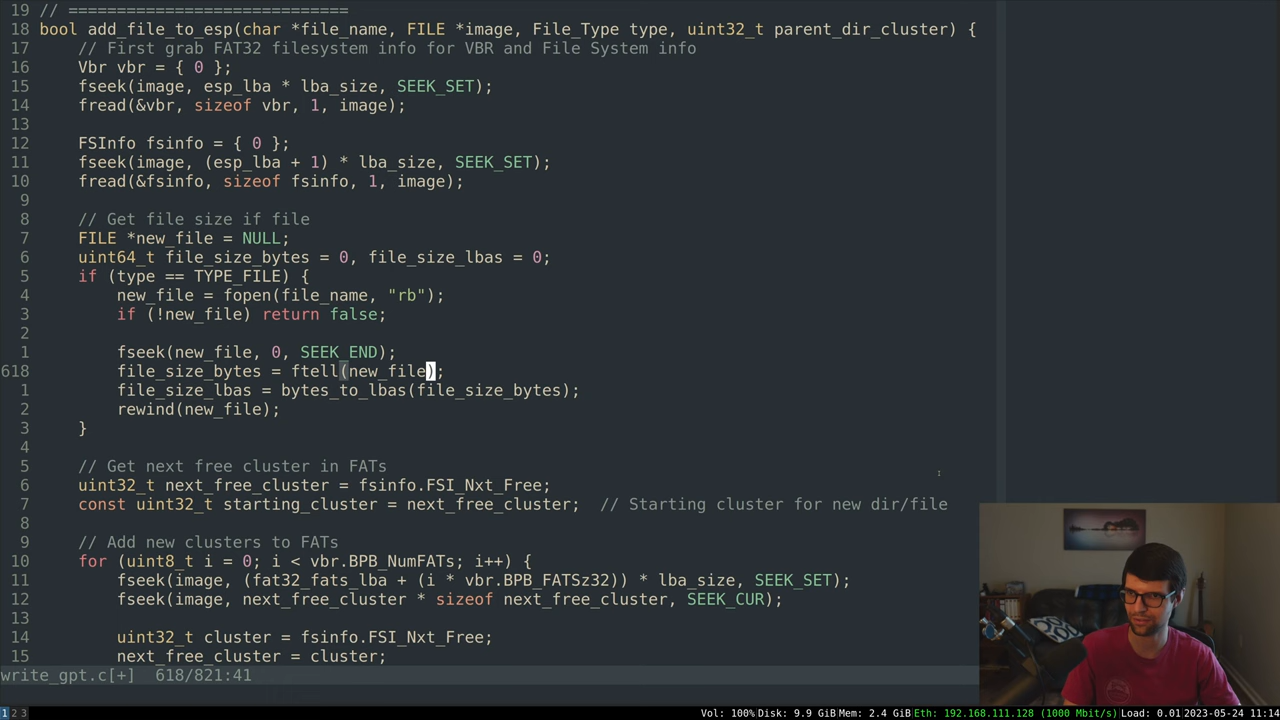 19 // =============================
18 bool add_file_to_esp(char *file_name, FILE *image, File_Type type, uint32_t parent_dir_cluster) {
17     // First grab FAT32 filesystem info for VBR and File System info
16     Vbr vbr = { 0 };
15     fseek(image, esp_lba * lba_size, SEEK_SET);
14     fread(&vbr, sizeof vbr, 1, image);
13
12     FSInfo fsinfo = { 0 };
11     fseek(image, (esp_lba + 1) * lba_size, SEEK_SET);
10     fread(&fsinfo, sizeof fsinfo, 1, image);
9
8     // Get file size if file
7     FILE *new_file = NULL;
6     uint64_t file_size_bytes = 0, file_size_lbas = 0;
5     if (type == TYPE_FILE) {
4         new_file = fopen(file_name, "rb");
3         if (!new_file) return false;
2
1         fseek(new_file, 0, SEEK_END);
618         file_size_bytes = ftell(new_file);
1         file_size_lbas = bytes_to_lbas(file_size_bytes);
2         rewind(new_file);
3     }
4
5     // Get next free cluster in FATs
6     uint32_t next_free_cluster = fsinfo.FSI_Nxt_Free;
7     const uint32_t starting_cluster = next_free_cluster;  // Starting cluster for new dir/file
8
9     // Add new clusters to FATs
10     for (uint8_t i = 0; i < vbr.BPB_NumFATs; i++) {
11         fseek(image, (fat32_fats_lba + (i * vbr.BPB_FATSz32)) * lba_size, SEEK_SET);
12         fseek(image, next_free_cluster * sizeof next_free_cluster, SEEK_CUR);
13
14         uint32_t cluster = fsinfo.FSI_Nxt_Free;
15         next_free_cluster = cluster;
write_gpt.c[+]  618/821:41
1 2 3 Vol: 100% Disk: 9.9 GiB Mem: 2.4 GiB Eth: 192.168.111.128 (1000 Mbit/s) Load: 0.01 2023-05-24 11:14